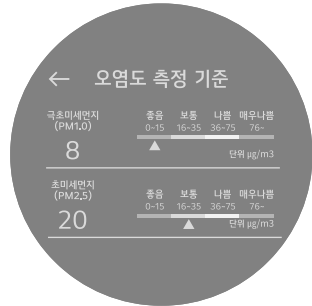 ← 오염도 측정 기준
극초미세먼지 좋음 보통 나쁨 매우나쁨
(PM1.0) 0-15 16-35 36-75 76-
8
단위 µg/m3
초미세먼지 좋음 보통 나쁨 매우나쁨
(PM2.5) 0-15 16-35 36-75 76-
20
단위 µg/m3